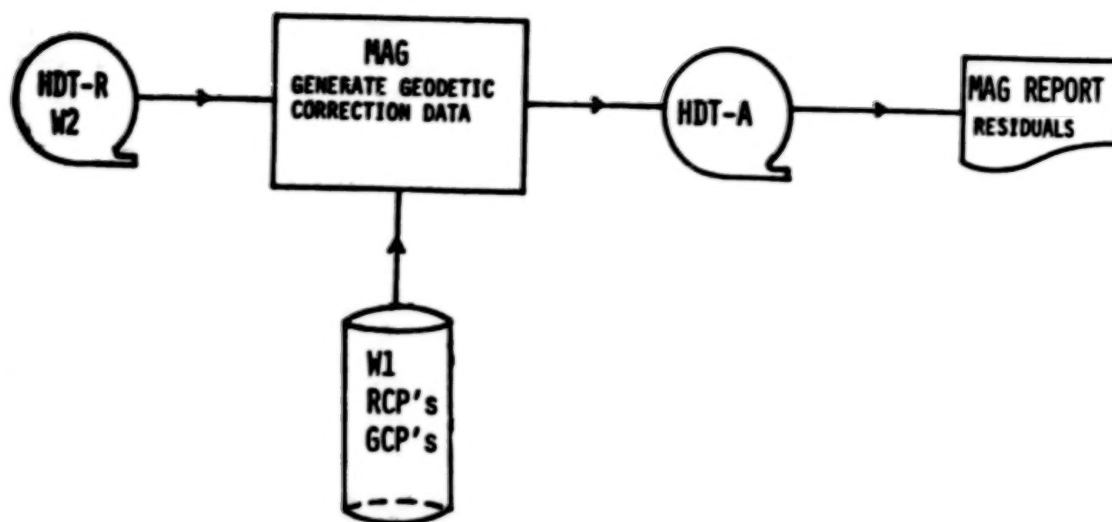 HDT-R
W2
MAG
GENERATE GEODETIC
CORRECTION DATA
HDT-A
MAG REPORT
RESIDUALS
W1
RCP's
GCP's